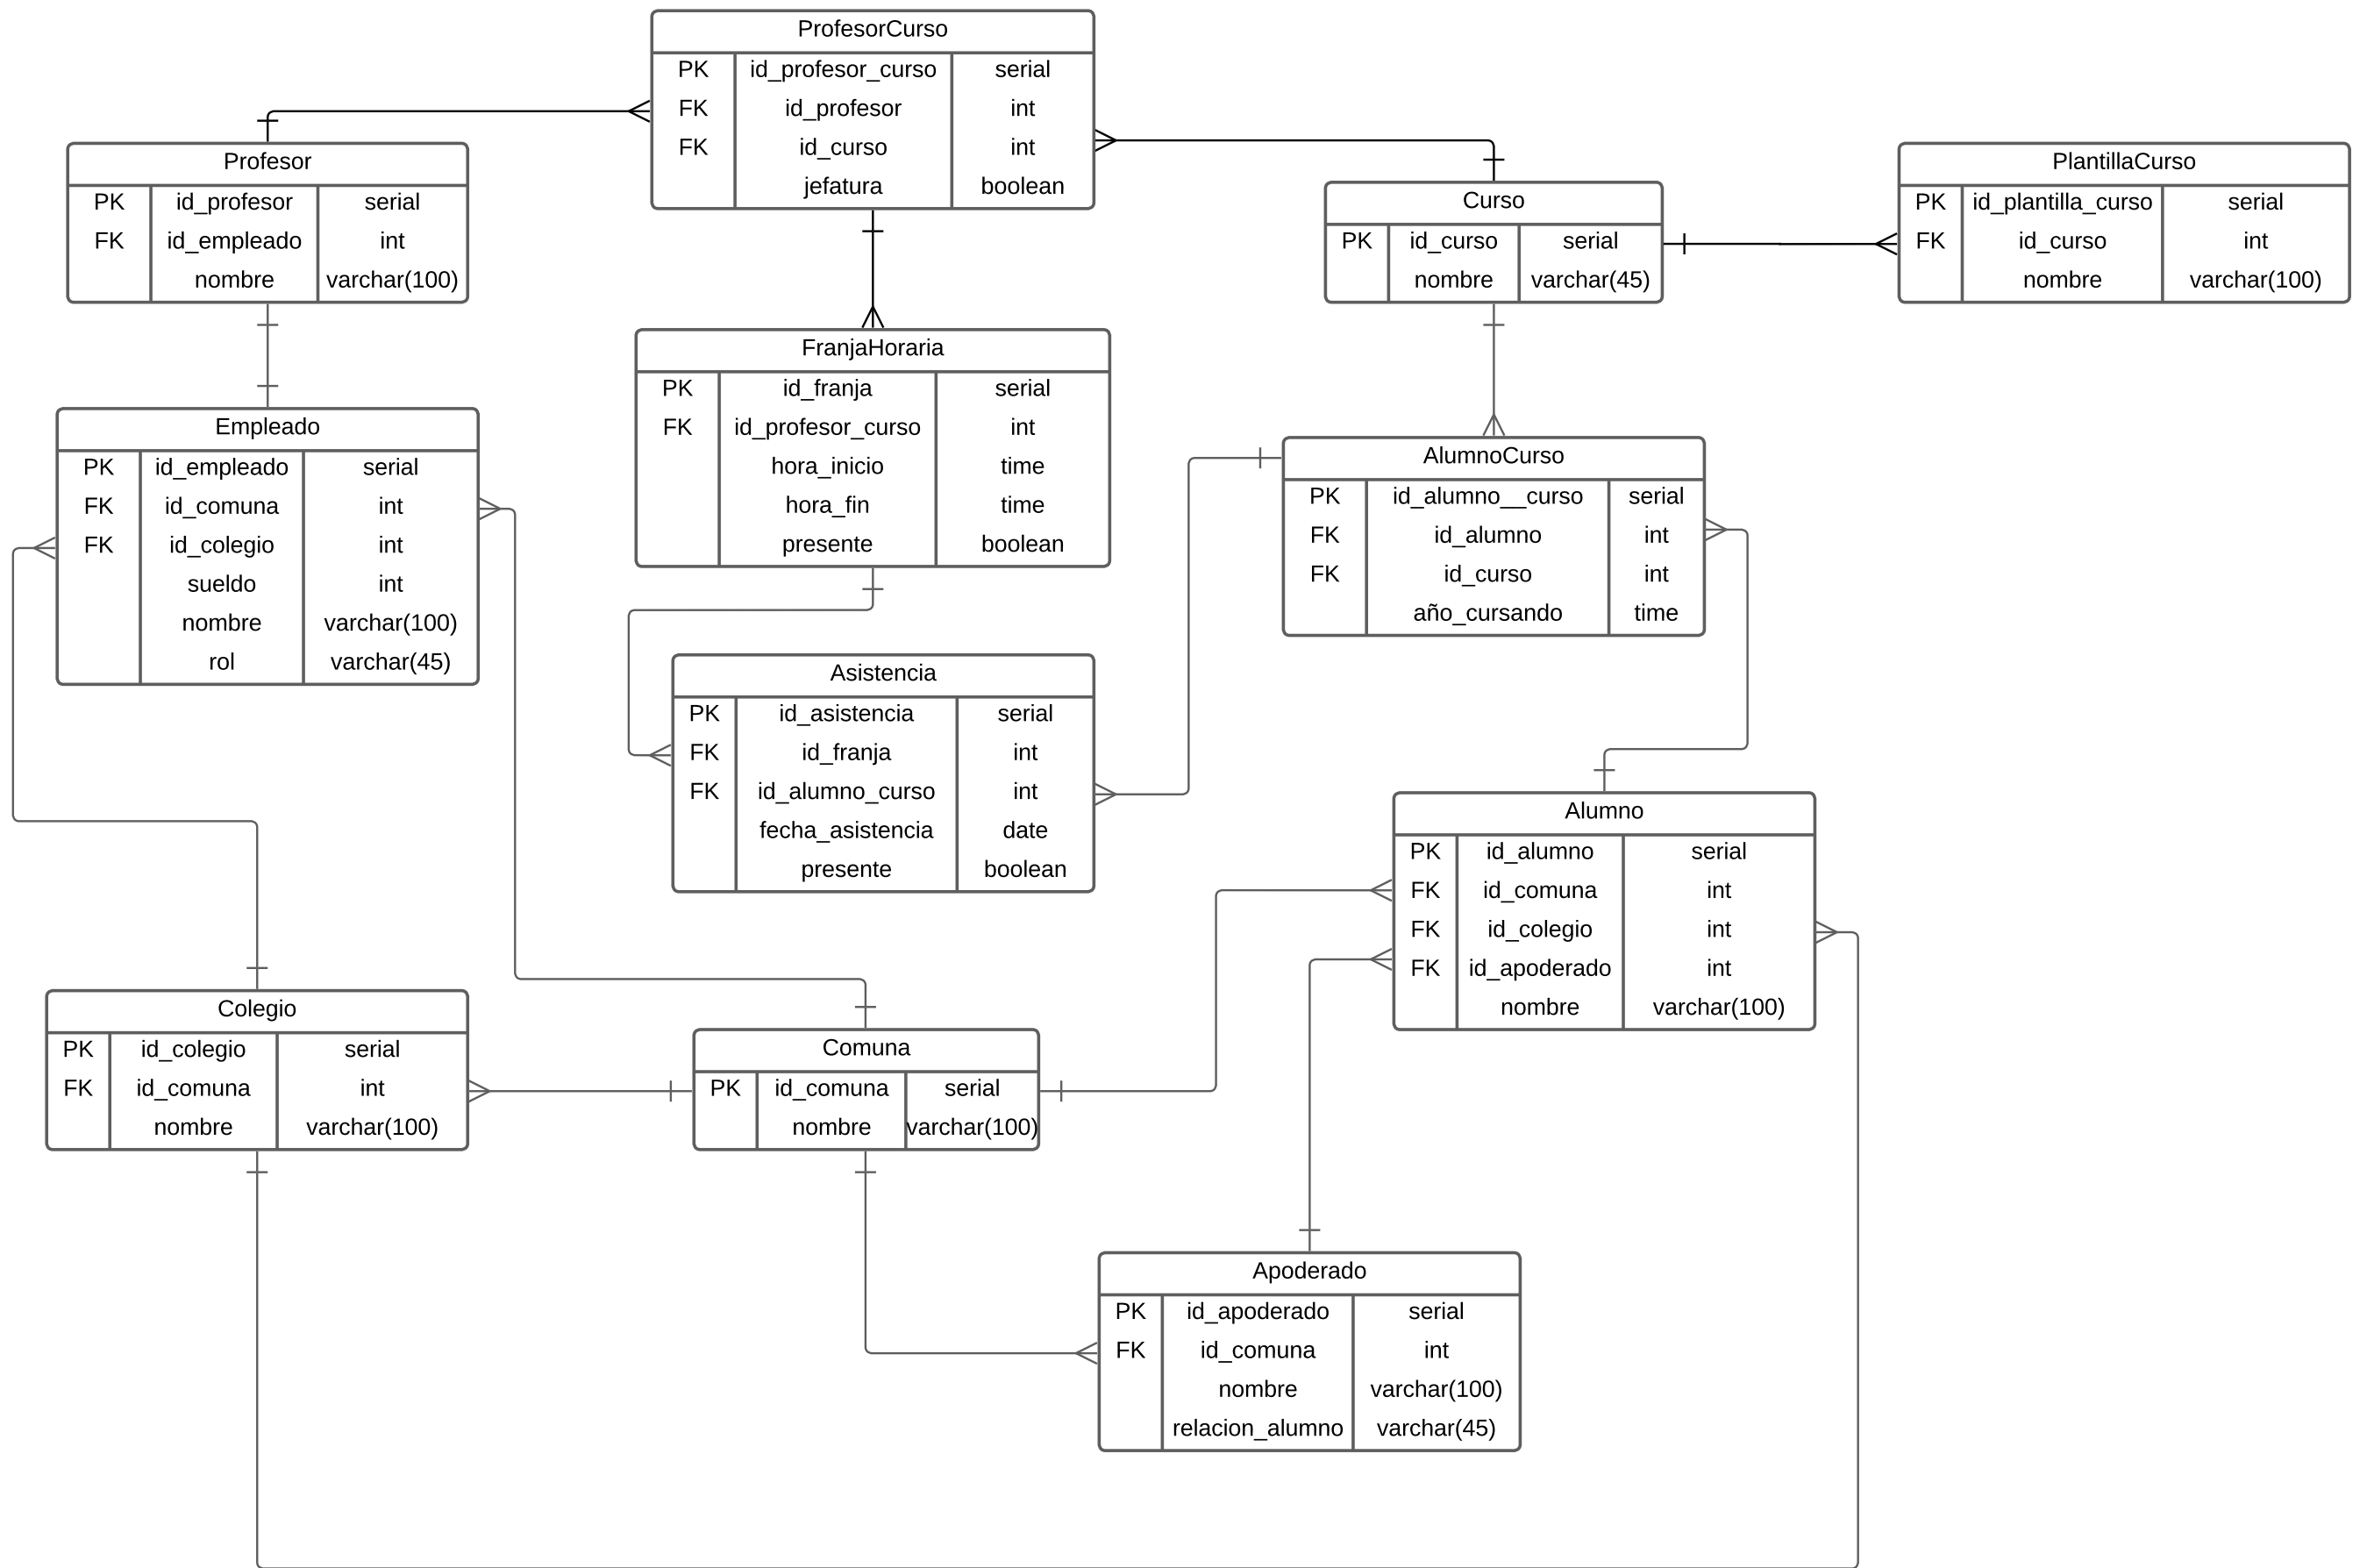 ProfesorCurso
PK id_profesor_curso serial
FK id_profesor int
FK id_curso int
jefatura boolean
Profesor
PK id_profesor serial
FK id_empleado int
nombre varchar(100)
Curso
PK id_curso serial
nombre varchar(45)
PlantillaCurso
PK id_plantilla_curso serial
FK id_curso int
nombre varchar(100)
FranjaHoraria
PK id_franja serial
FK id_profesor_curso int
hora_inicio time
hora_fin time
presente boolean
Empleado
PK id_empleado serial
FK id_comuna int
FK id_colegio int
sueldo int
nombre varchar(100)
rol varchar(45)
AlumnoCurso
PK id_alumno__curso serial
FK id_alumno int
FK id_curso int
año_cursando time
Asistencia
PK id_asistencia serial
FK id_franja int
FK id_alumno_curso int
fecha_asistencia date
presente boolean
Alumno
PK id_alumno serial
FK id_comuna int
FK id_colegio int
FK id_apoderado int
nombre varchar(100)
Colegio
PK id_colegio serial
FK id_comuna int
nombre varchar(100)
Comuna
PK id_comuna serial
nombre varchar(100)
Apoderado
PK id_apoderado serial
FK id_comuna int
nombre varchar(100)
relacion_alumno varchar(45)